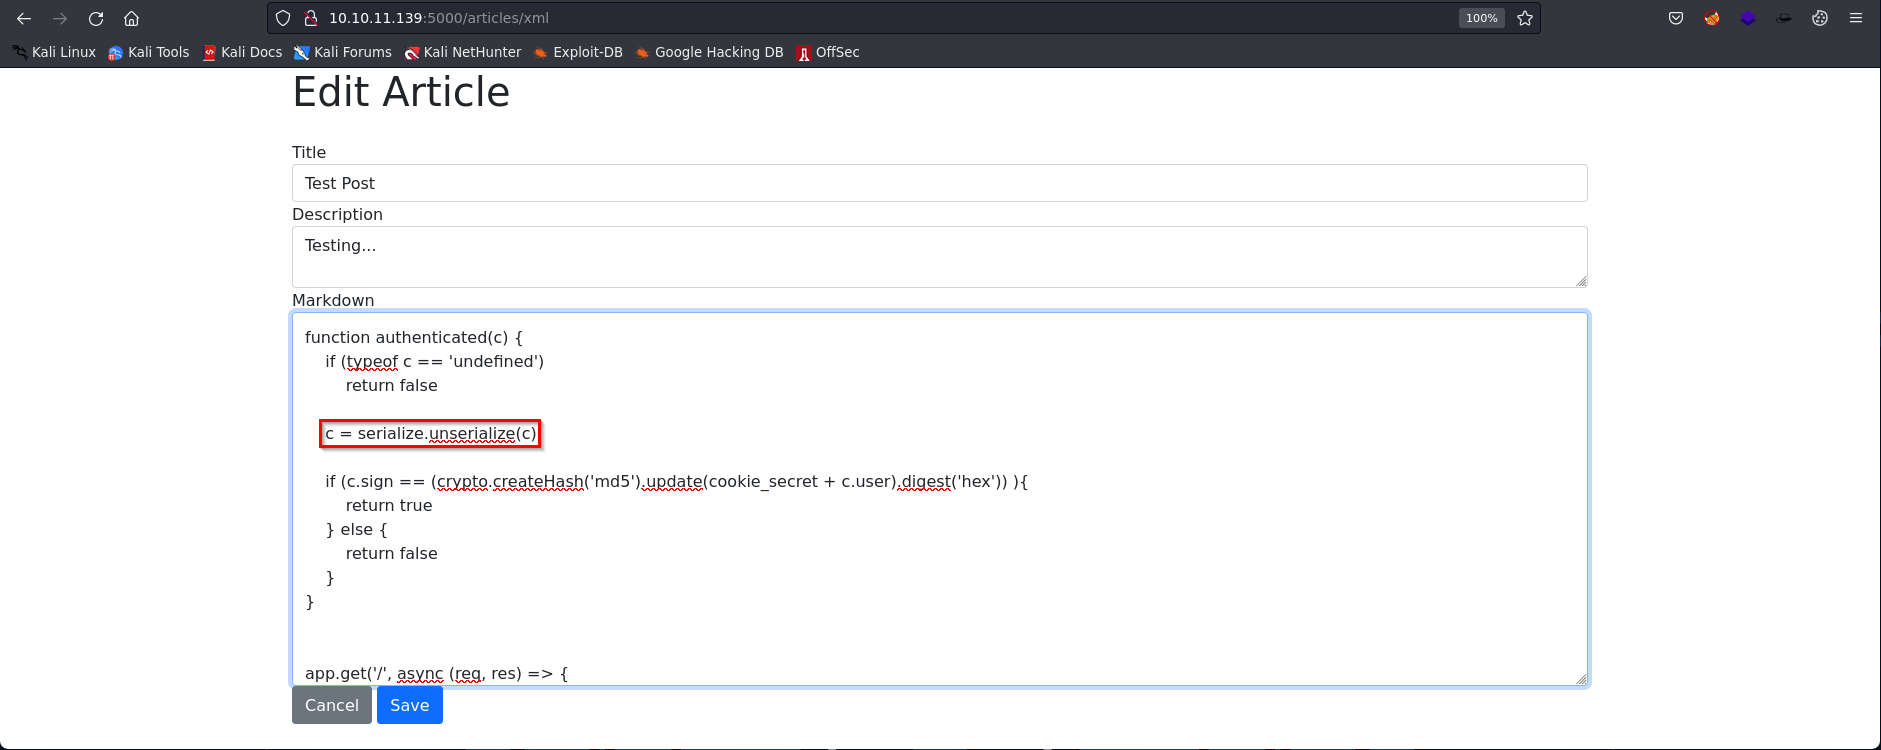 10.10.11.139:5000/articles/xml
100%
Kali Linux
Kali Tools
Kali Docs
Kali Forums
Kali NetHunter
Exploit-DB
Google Hacking DB
OffSec
Edit Article
Title
Test Post
Description
Testing...
Markdown
function authenticated(c) {
    if (typeof c == 'undefined')
        return false
    c = serialize.unserialize(c)
    if (c.sign == (crypto.createHash('md5').update(cookie_secret + c.user).digest('hex')) ){
        return true
    } else {
        return false
    }
}
app.get('/', async (req, res) => {
Cancel
Save